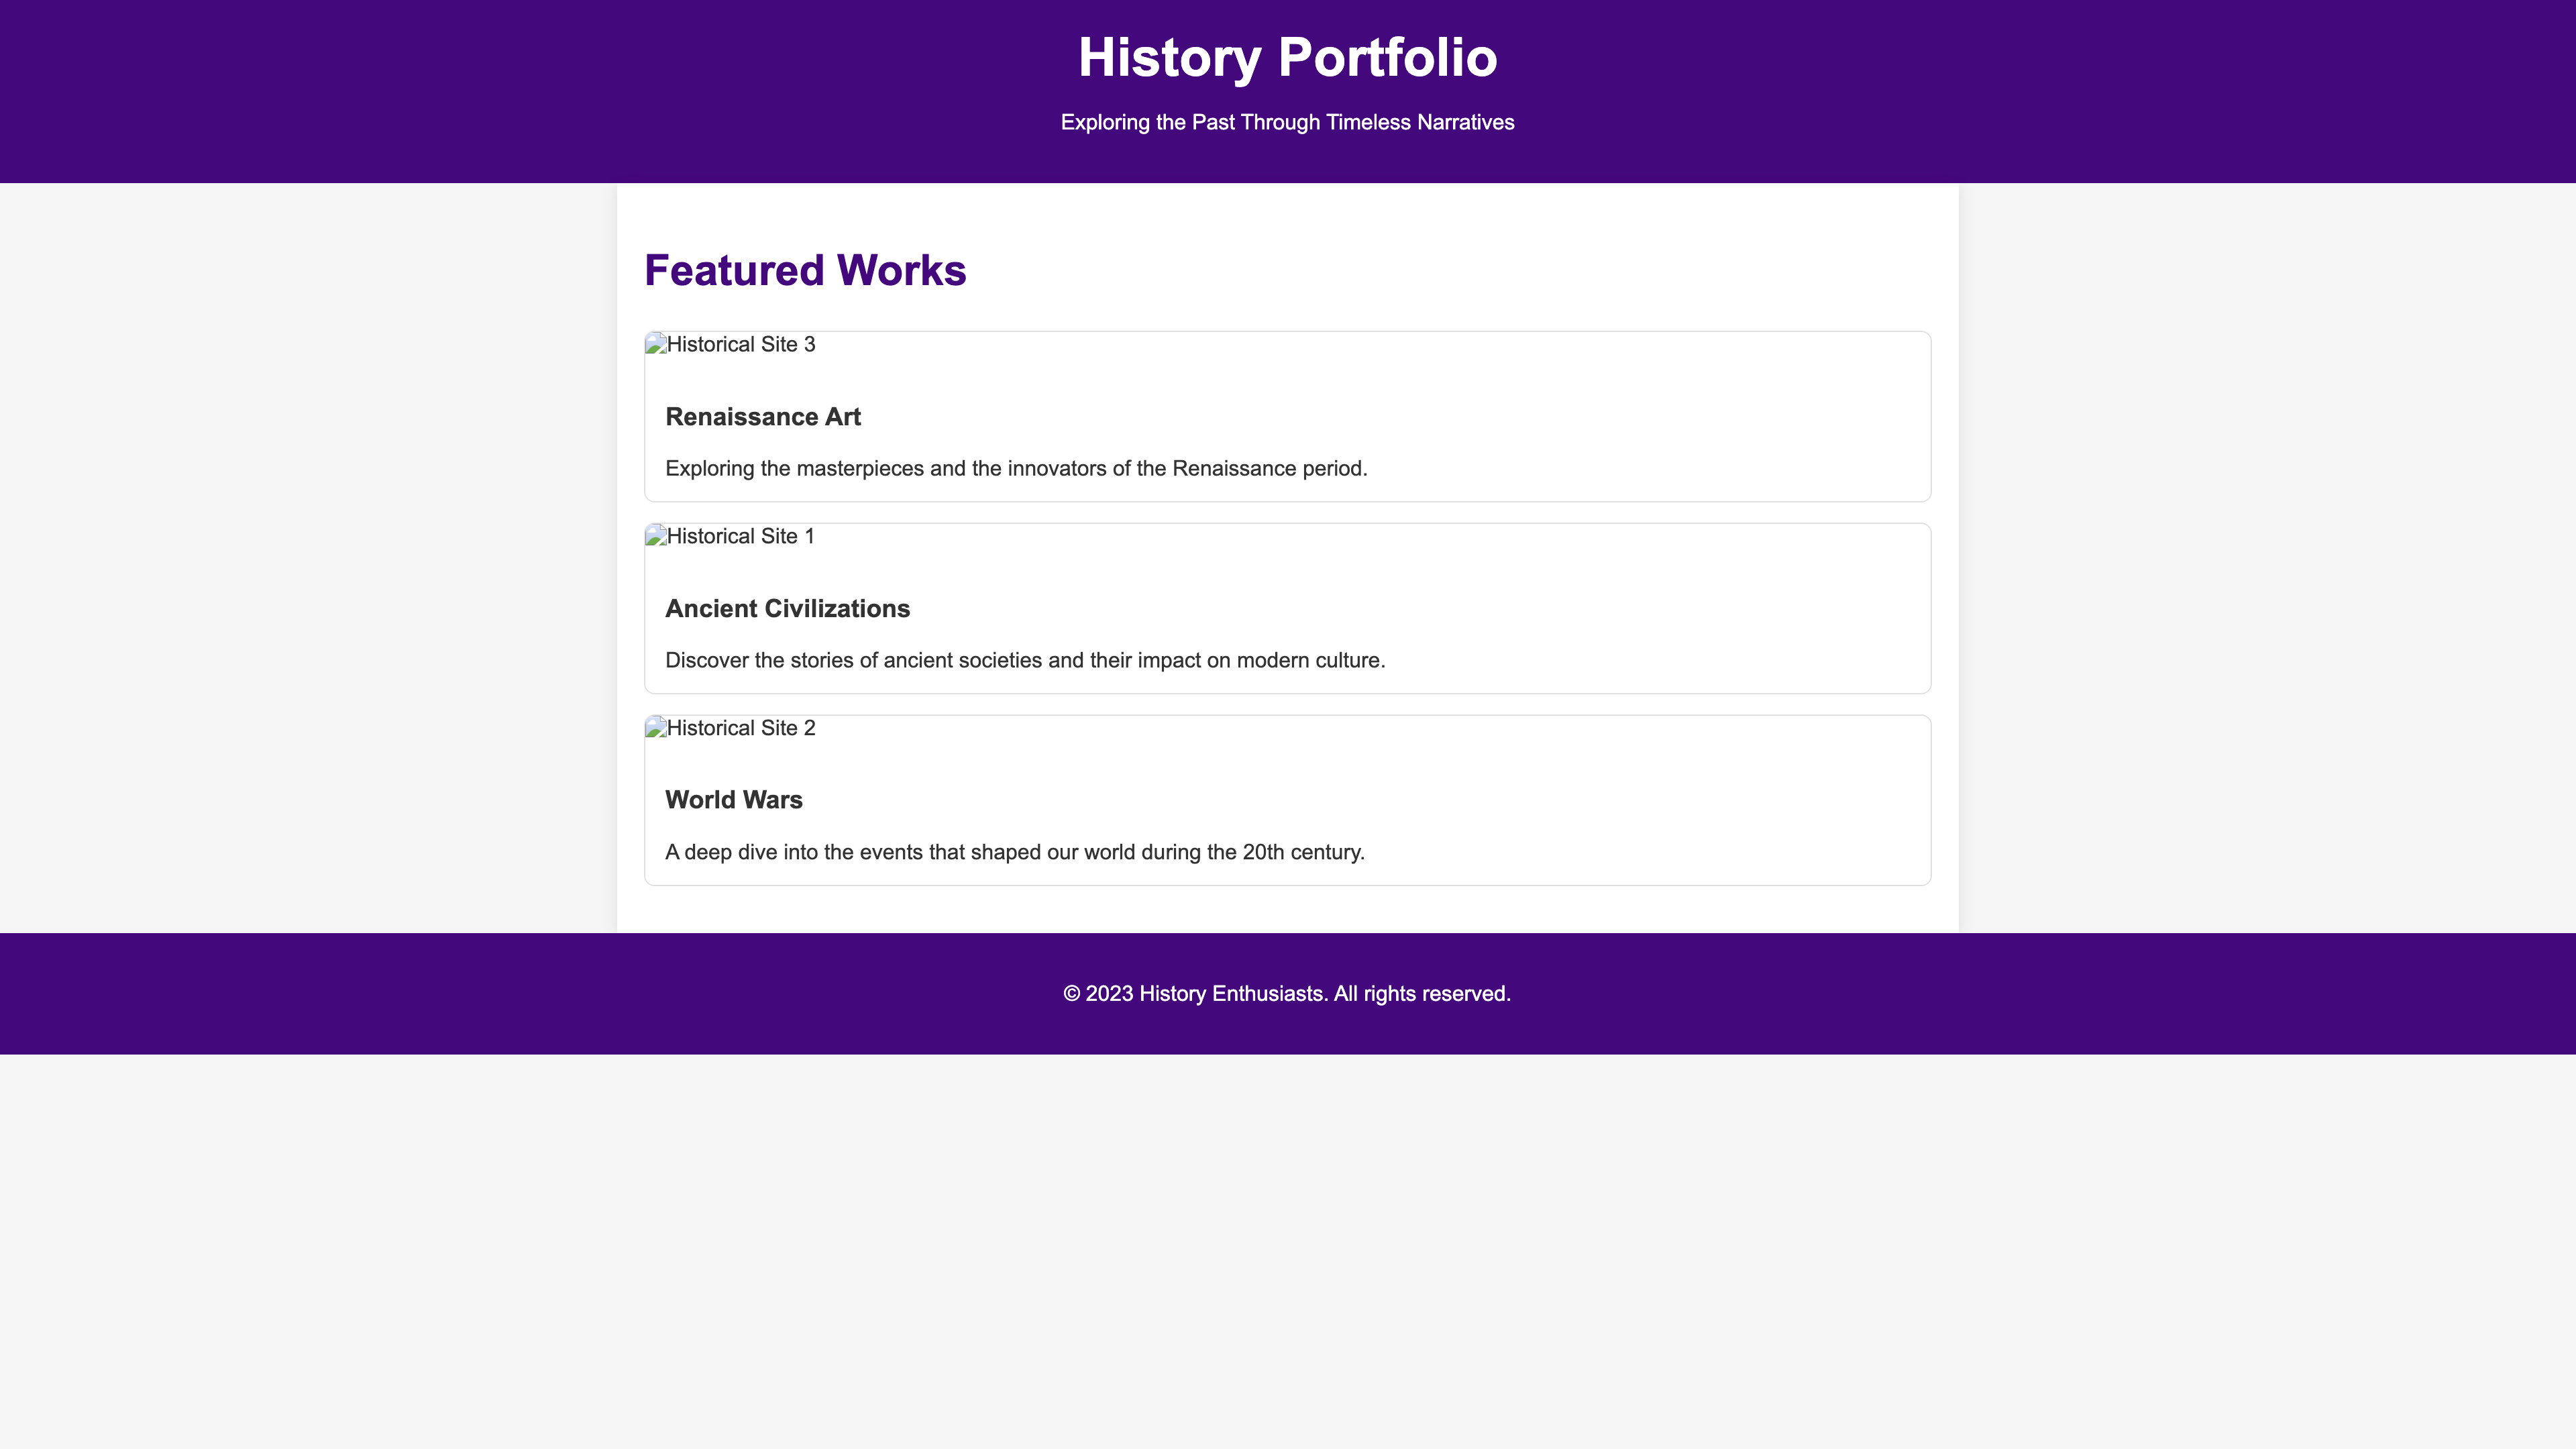 History Portfolio
Exploring the Past Through Timeless Narratives
Featured Works
Historical Site 3
Renaissance Art
Exploring the masterpieces and the innovators of the Renaissance period.
Historical Site 1
Ancient Civilizations
Discover the stories of ancient societies and their impact on modern culture.
Historical Site 2
World Wars
A deep dive into the events that shaped our world during the 20th century.
© 2023 History Enthusiasts. All rights reserved.